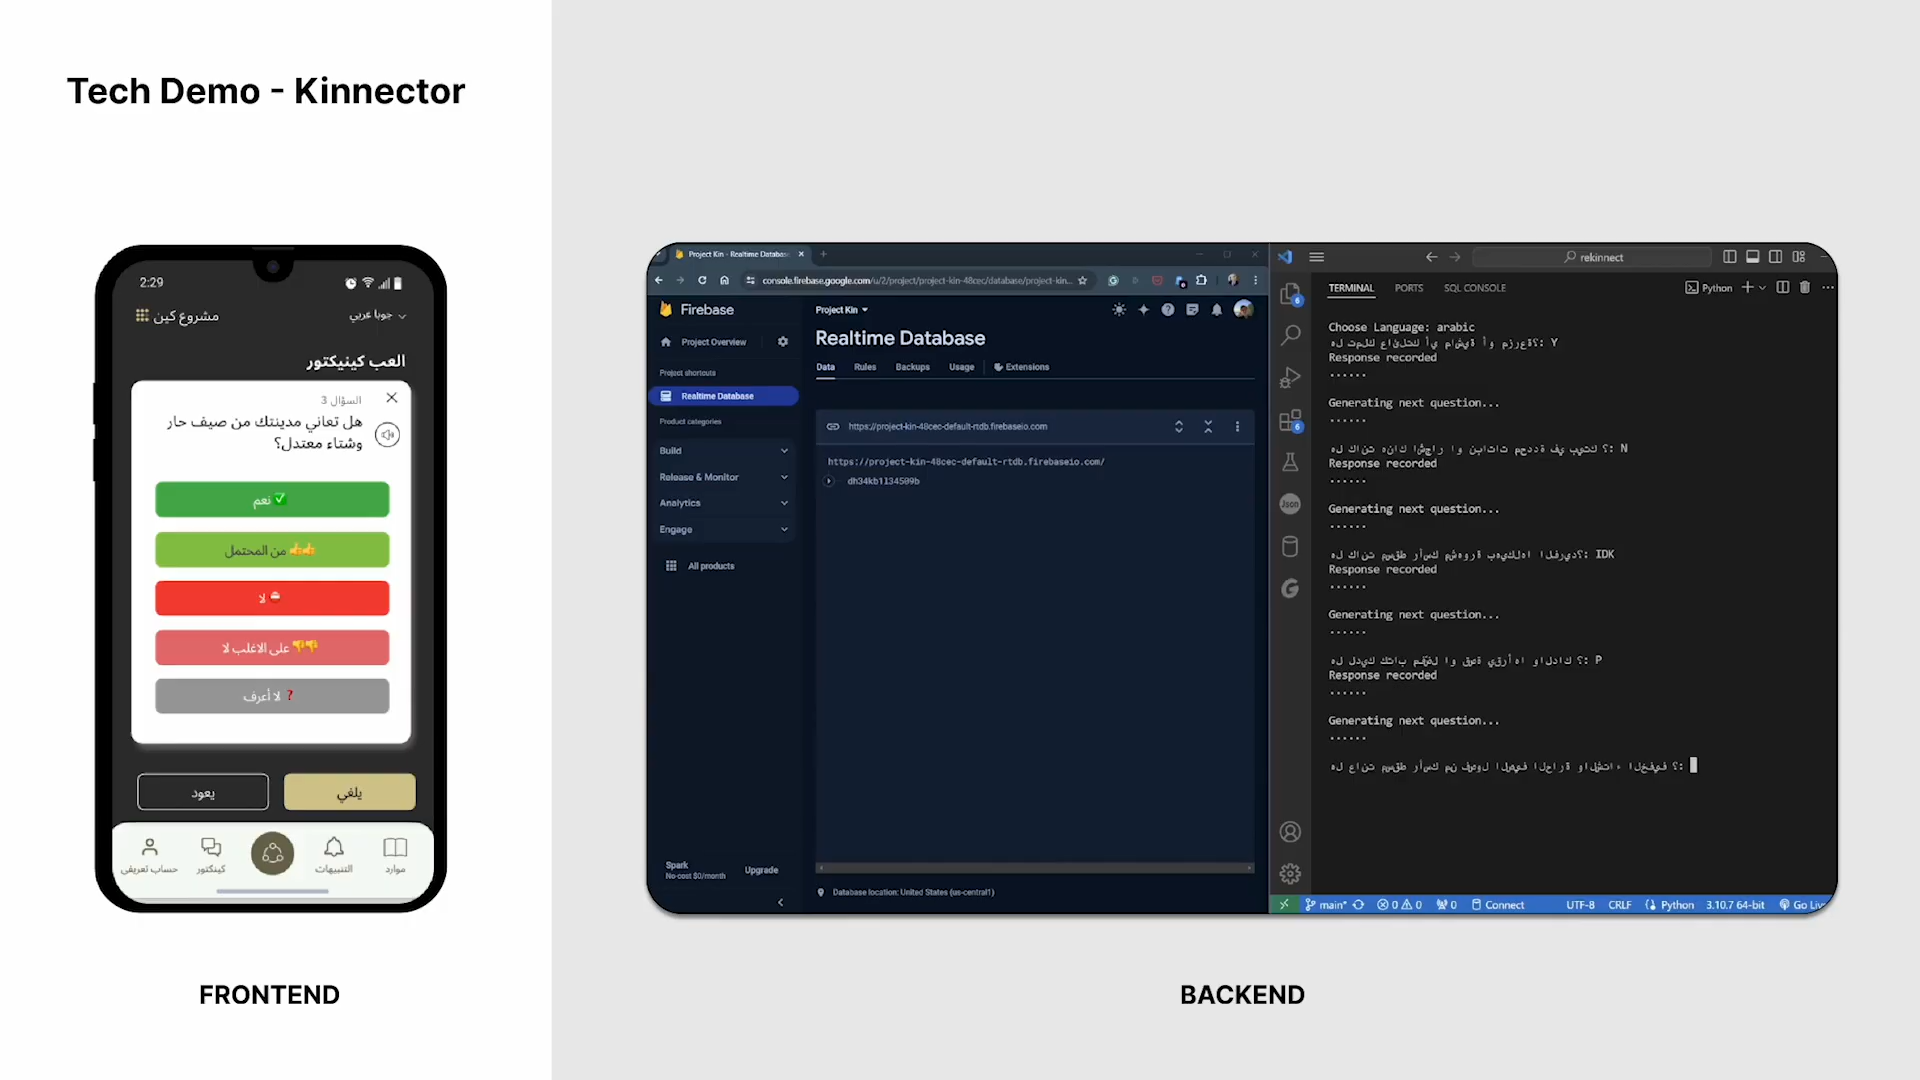 Tech Demo - Kinnector
2:29
مشروع كين
جوبا عربي
العب كينيكتور
السؤال 3
هل تعاني مدينتك من صيف حار
وشتاء معتدل؟
نعم
من المحتمل
لا
على الاغلب لا
لا أعرف
يعود
يلغي
حساب تعريفي
كينكتور
التنبيهات
موارد
FRONTEND
Project Kin - Realtime Database
console.firebase.google.com/u/2/project/project-kin-48cec/database/project-kin...
Firebase
Project Overview
Project shortcuts
Realtime Database
Product categories
Build
Release & Monitor
Analytics
Engage
All products
Spark
No-cost $0/month
Upgrade
Project Kin
Realtime Database
Data
Rules
Backups
Usage
Extensions
https://project-kin-48cec-default-rtdb.firebaseio.com
https://project-kin-48cec-default-rtdb.firebaseio.com/
dh34kb1134509b
Database location: United States (us-central1)
rekinnect
TERMINAL
PORTS
SQL CONSOLE
Python
Choose Language: arabic
Y
Response recorded
......
Generating next question...
......
N
Response recorded
......
Generating next question...
......
IDK
Response recorded
......
Generating next question...
......
P
Response recorded
......
Generating next question...
......
main*
0
0
0
Connect
UTF-8
CRLF
Python
3.10.7 64-bit
BACKEND